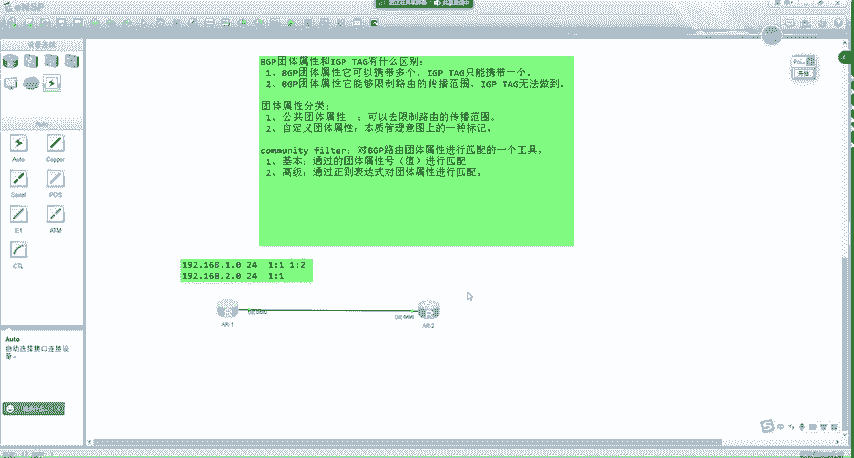 eNSP
BGP团体属性和IGP TAG有什么区别:
1、BGP团体属性它可以携带多个，IGP TAG只能携带一个。
2、BGP团体属性它能够限制路由的传播范围，IGP TAG无法做到。
团体属性分类:
1、公共团体属性 ：可以去限制路由的传播范围。
2、自定义团体属性：本质管理意图上的一种标记。
community filter：对BGP路由团体属性进行匹配的一个工具，
1、基本：通过的团体属性号（值）进行匹配
2、高级：通过正则表达式对团体属性进行匹配。
192.168.1.0 24 1:1 1:2
192.168.2.0 24 1:1
AR-1
AR-2
Auto
Auto
Copper
Serial
POS
E1
ATM
CTL
Auto
自动选择接口连接设备。